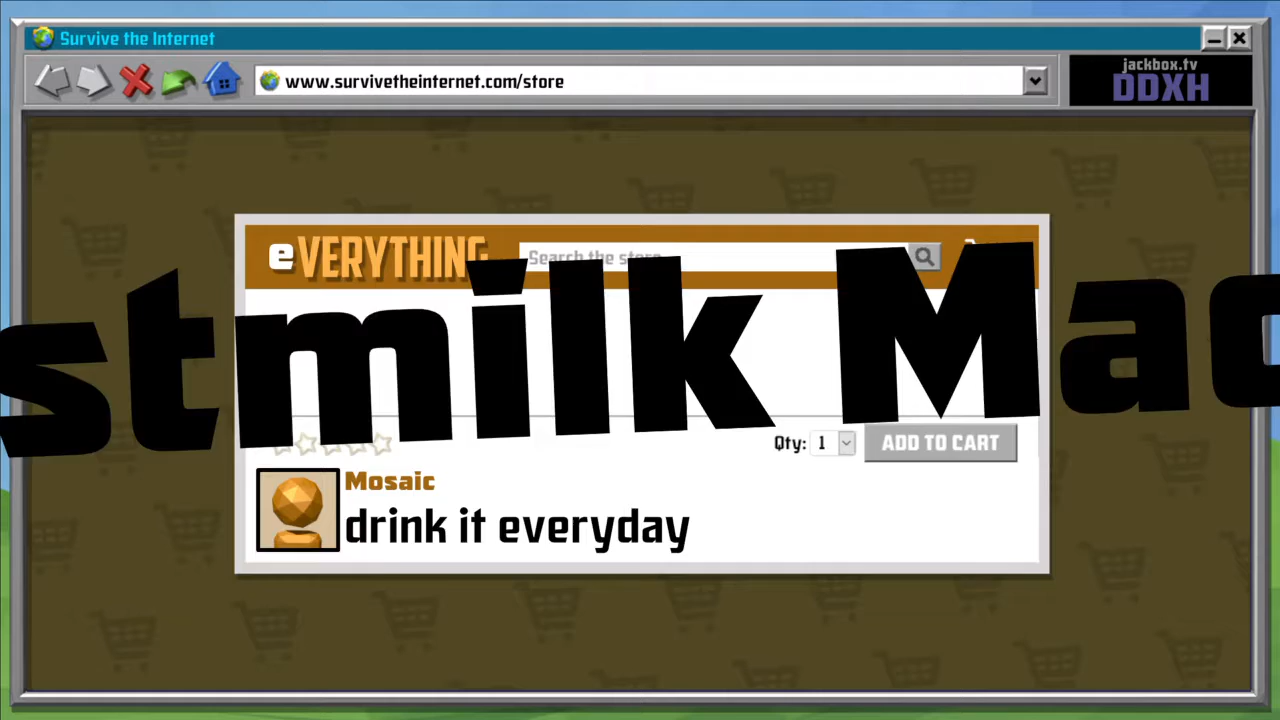 Survive the Internet
www.survivetheinternet.com/store
jackbox.tv
DDXH
eVERYTHING
Search the store
stmilk Mac
Qty: 1
ADD TO CART
Mosaic
drink it everyday